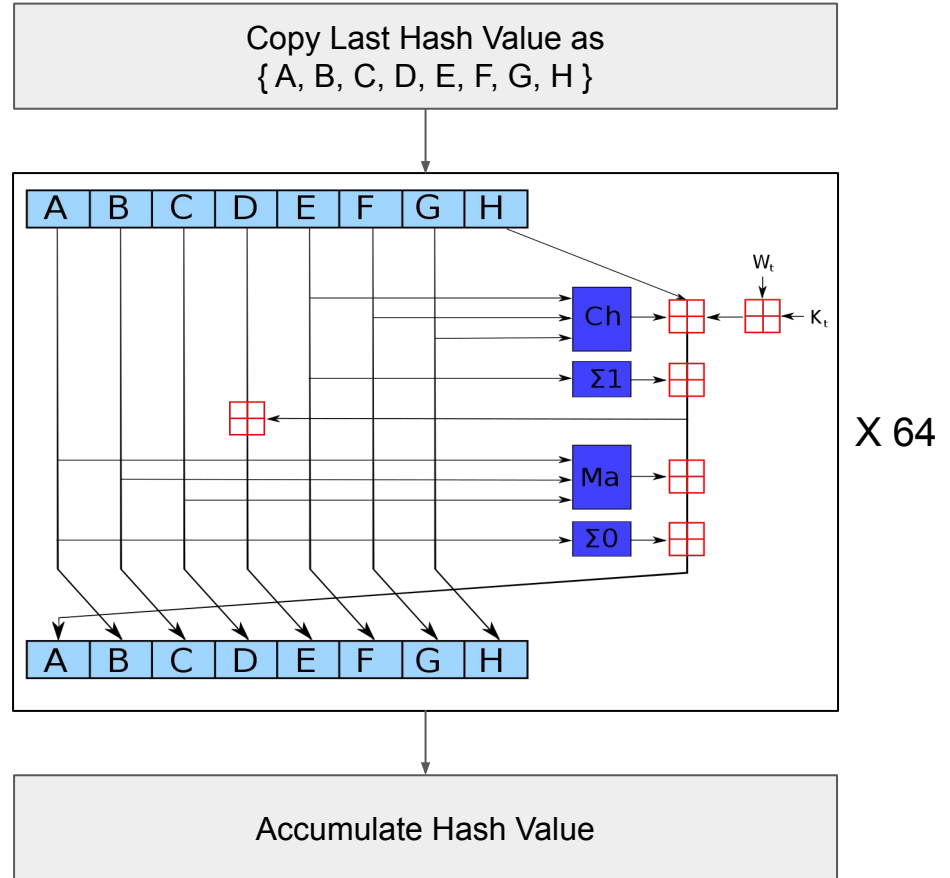 Copy Last Hash Value as
{ A, B, C, D, E, F, G, H }
A B C D E F G H
Wt
Ch
Kt
Σ1
X 64
Ma
Σ0
A B C D E F G H
Accumulate Hash Value